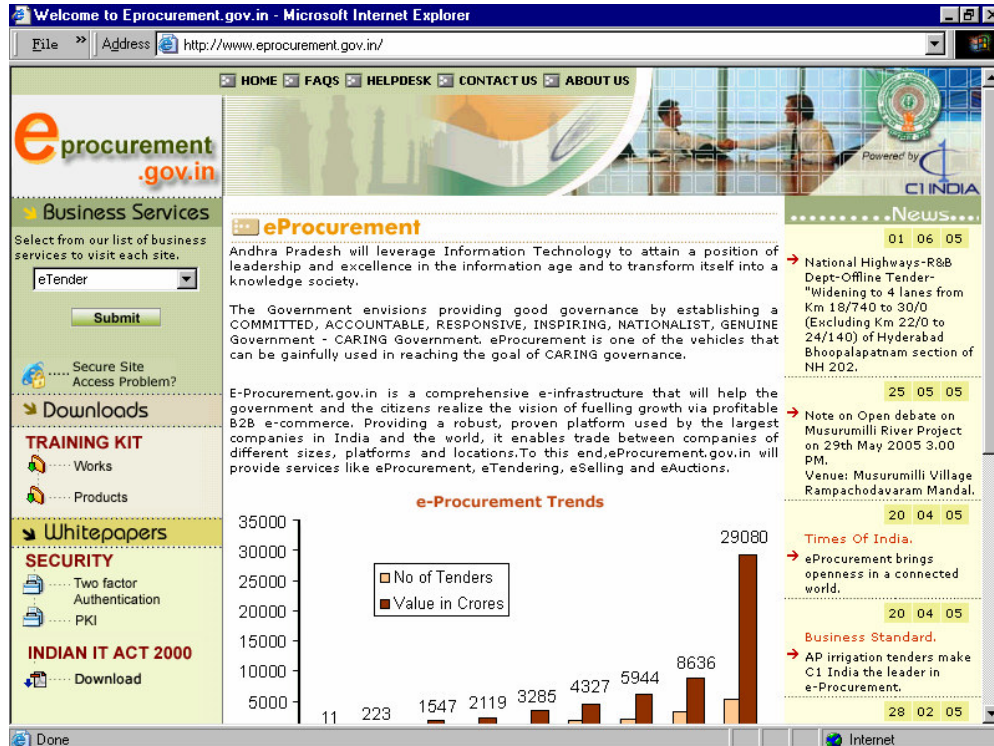 Welcome to Eprocurement.gov.in - Microsoft Internet Explorer
File » Address http://www.eprocurement.gov.in/
HOME FAQS HELPDESK CONTACT US ABOUT US
eprocurement
.gov.in
Powered by
C1 INDIA
Business Services
Select from our list of business
services to visit each site.
eTender
Submit
Secure Site
Access Problem?
Downloads
TRAINING KIT
Works
Products
Whitepapers
SECURITY
Two factor
Authentication
PKI
INDIAN IT ACT 2000
Download
eProcurement
Andhra Pradesh will leverage Information Technology to attain a position of
leadership and excellence in the information age and to transform itself into a
knowledge society.
The Government envisions providing good governance by establishing a
COMMITTED, ACCOUNTABLE, RESPONSIVE, INSPIRING, NATIONALIST, GENUINE
Government - CARING Government. eProcurement is one of the vehicles that
can be gainfully used in reaching the goal of CARING governance.
E-Procurement.gov.in is a comprehensive e-infrastructure that will help the
government and the citizens realize the vision of fuelling growth via profitable
B2B e-commerce. Providing a robust, proven platform used by the largest
companies in India and the world, it enables trade between companies of
different sizes, platforms and locations.To this end,eProcurement.gov.in will
provide services like eProcurement, eTendering, eSelling and eAuctions.
e-Procurement Trends
35000
30000
25000
20000
15000
10000
5000
No of Tenders
Value in Crores
11 223 1547 2119 3285 4327 5944 8636 29080
..........News....
01 06 05
National Highways-R&B
Dept-Offline Tender-
"Widening to 4 lanes from
Km 18/740 to 30/0
(Excluding Km 22/0 to
24/140) of Hyderabad
Bhoopalapatnam section of
NH 202.
25 05 05
Note on Open debate on
Musurumilli River Project
on 29th May 2005 3.00
PM.
Venue: Musurumilli Village
Rampachodavaram Mandal.
20 04 05
Times Of India.
eProcurement brings
openness in a connected
world.
20 04 05
Business Standard.
AP irrigation tenders make
C1 India the leader in
e-Procurement.
28 02 05
Done
Internet